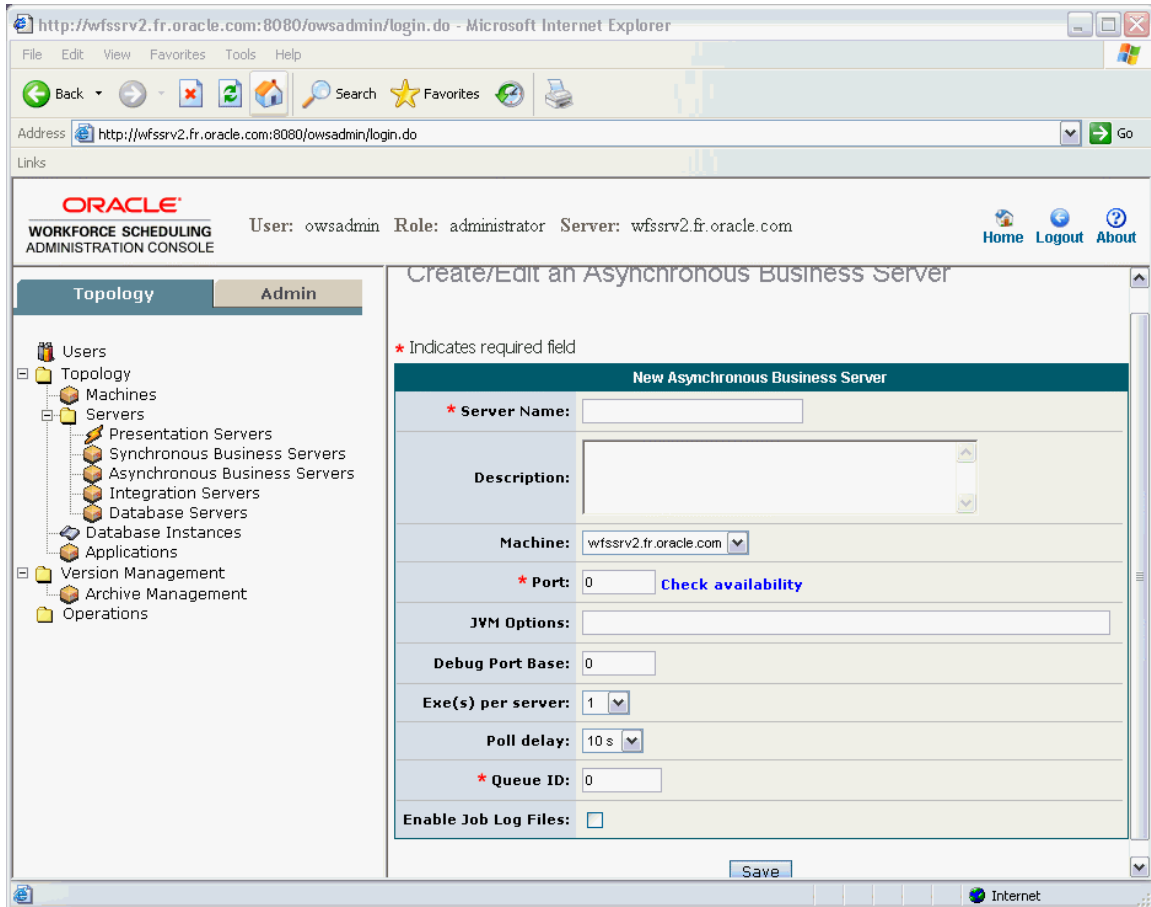 http://wfssrv2.fr.oracle.com:8080/owsadmin/login.do - Microsoft Internet Explorer
File Edit View Favorites Tools Help
Back Search Favorites
Address http://wfssrv2.fr.oracle.com:8080/owsadmin/login.do Go
Links
ORACLE
WORKFORCE SCHEDULING
ADMINISTRATION CONSOLE
User: owsadmin Role: administrator Server: wfssrv2.fr.oracle.com
Home Logout About
Topology Admin
Users
Topology
Machines
Servers
Presentation Servers
Synchronous Business Servers
Asynchronous Business Servers
Integration Servers
Database Servers
Database Instances
Applications
Version Management
Archive Management
Operations
Create/Edit an Asynchronous Business Server
* Indicates required field
New Asynchronous Business Server
* Server Name:
Description:
Machine: wfssrv2.fr.oracle.com
* Port: 0 Check availability
JVM Options:
Debug Port Base: 0
Exe(s) per server: 1
Poll delay: 10 s
* Queue ID: 0
Enable Job Log Files:
Save
Internet